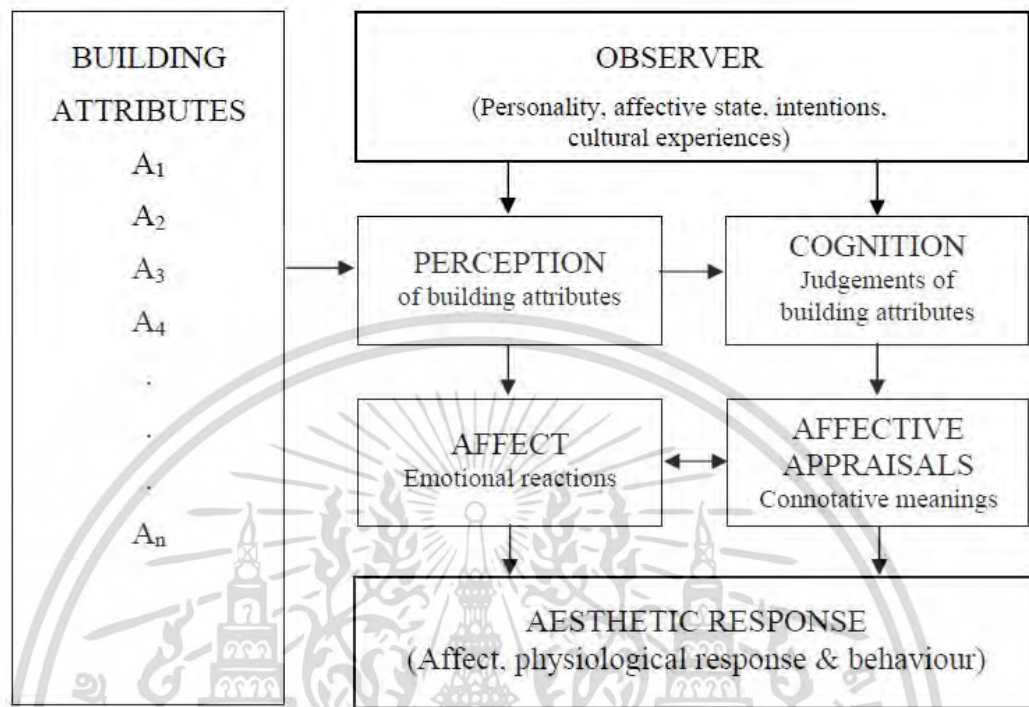 BUILDING
ATTRIBUTES
A₁
A₂
A₃
A₄
.
.
.
Aₙ
OBSERVER
(Personality, affective state, intentions,
cultural experiences)
PERCEPTION
of building attributes
COGNITION
Judgements of
building attributes
AFFECT
Emotional reactions
AFFECTIVE
APPRAISALS
Connotative meanings
AESTHETIC RESPONSE
(Affect, physiological response & behaviour)